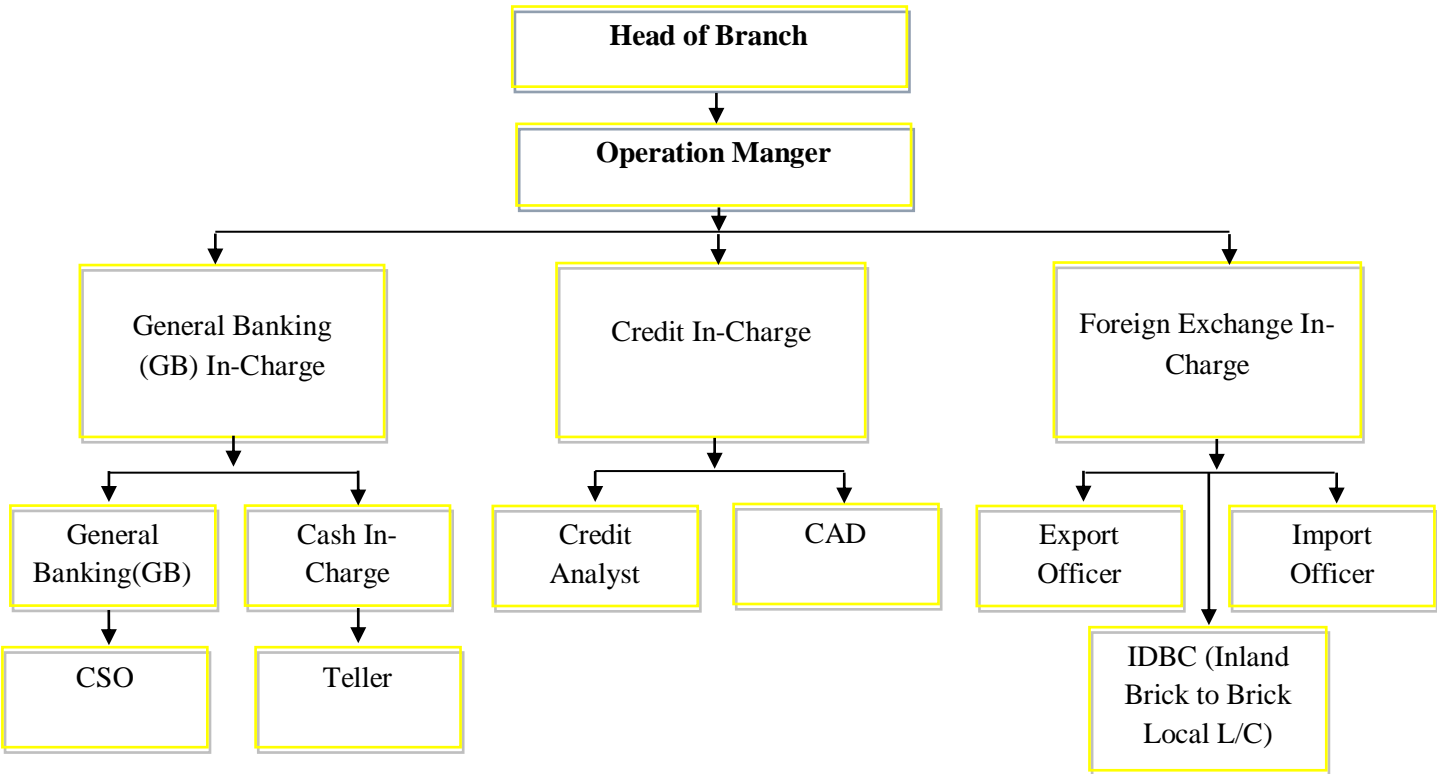 Head of Branch
Operation Manger
General Banking
(GB) In-Charge
Credit In-Charge
Foreign Exchange In-
Charge
General
Banking(GB)
Cash In-
Charge
Credit
Analyst
CAD
Export
Officer
Import
Officer
CSO
Teller
IDBC (Inland
Brick to Brick
Local L/C)